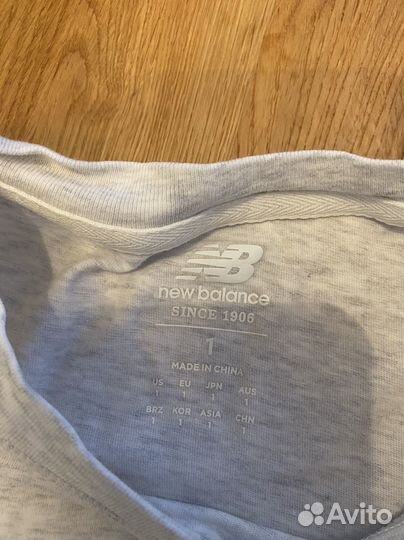 NB
new balance
SINCE 1906
1
MADE IN CHINA
US EU JPN AUS
1 1 1 1
BRZ KOR ASIA CHN
1 1 1 1
Avito